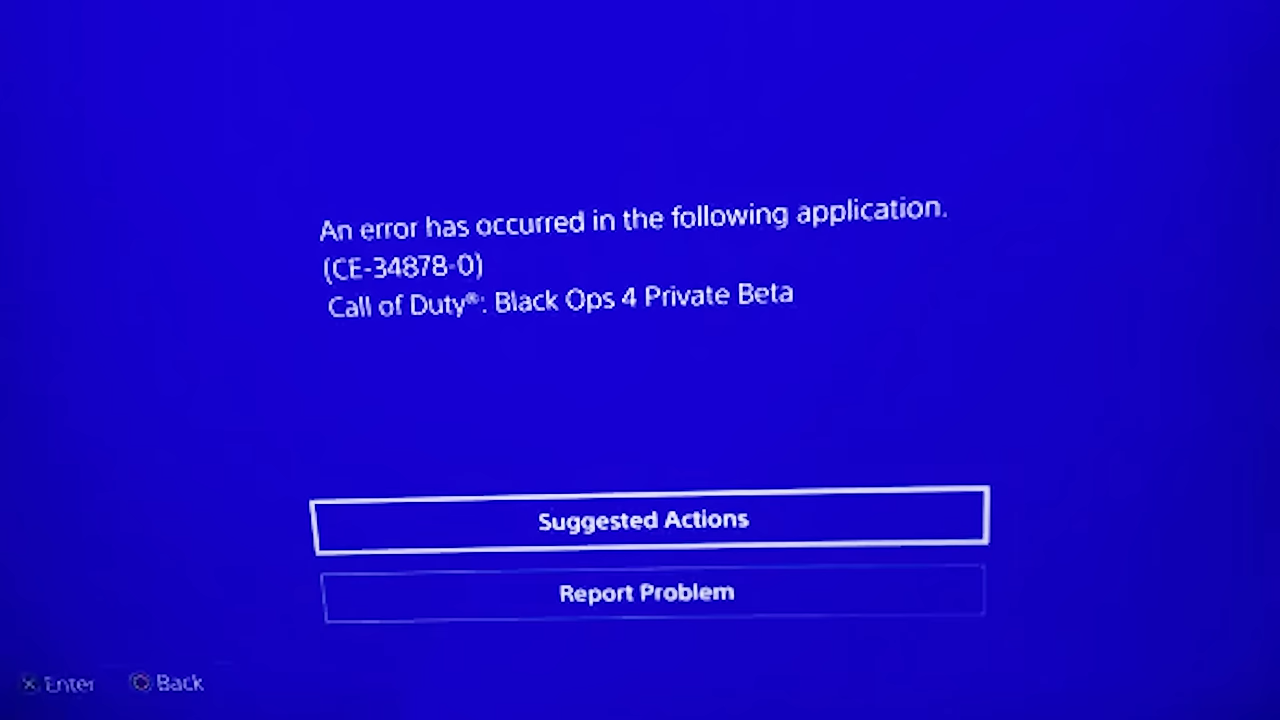 An error has occurred in the following application.
(CE-34878-0)
Call of Duty®: Black Ops 4 Private Beta
Suggested Actions
Report Problem
Enter Back